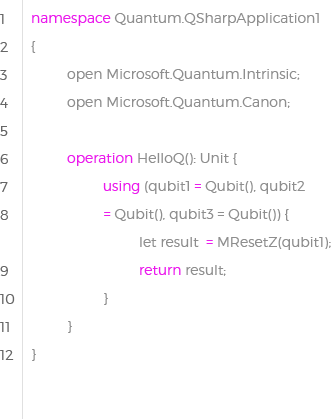 1 namespace Quantum.QSharpApplication1
2 {
3 open Microsoft.Quantum.Intrinsic;
4 open Microsoft.Quantum.Canon;
5
6 operation HelloQ(): Unit {
7 using (qubit1 = Qubit(), qubit2
8 = Qubit(), qubit3 = Qubit()) {
let result = MResetZ(qubit1);
9 return result;
10 }
11 }
12 }